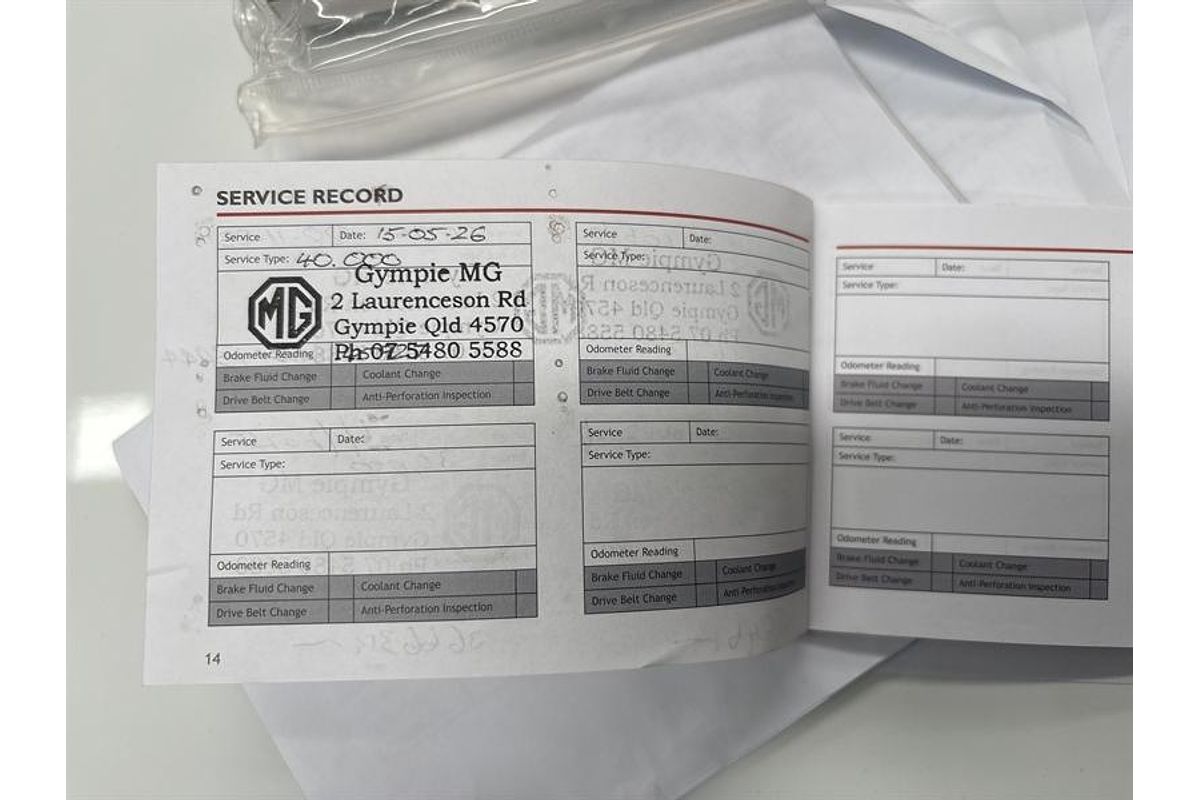 SERVICE RECORD
Service Date: 15-05-26
Service Type: 40.000
MG
Gympie MG
2 Laurenceson Rd
Gympie Qld 4570
Ph 07 5480 5588
Odometer Reading
Brake Fluid Change Coolant Change
Drive Belt Change Anti-Perforation Inspection
Service Date:
Service Type:
Odometer Reading
Brake Fluid Change Coolant Change
Drive Belt Change Anti-Perforation Inspection
14
Service Date:
Service Type:
Odometer Reading
Brake Fluid Change Coolant Change
Drive Belt Change Anti-Perforation Inspection
Service Date:
Service Type:
Odometer Reading
Brake Fluid Change Coolant Change
Drive Belt Change Anti-Perforation Inspection
Service Date:
Service Type:
Odometer Reading
Brake Fluid Change Coolant Change
Drive Belt Change Anti-Perforation Inspection
Service Date:
Service Type:
Odometer Reading
Brake Fluid Change Coolant Change
Drive Belt Change Anti-Perforation Inspection